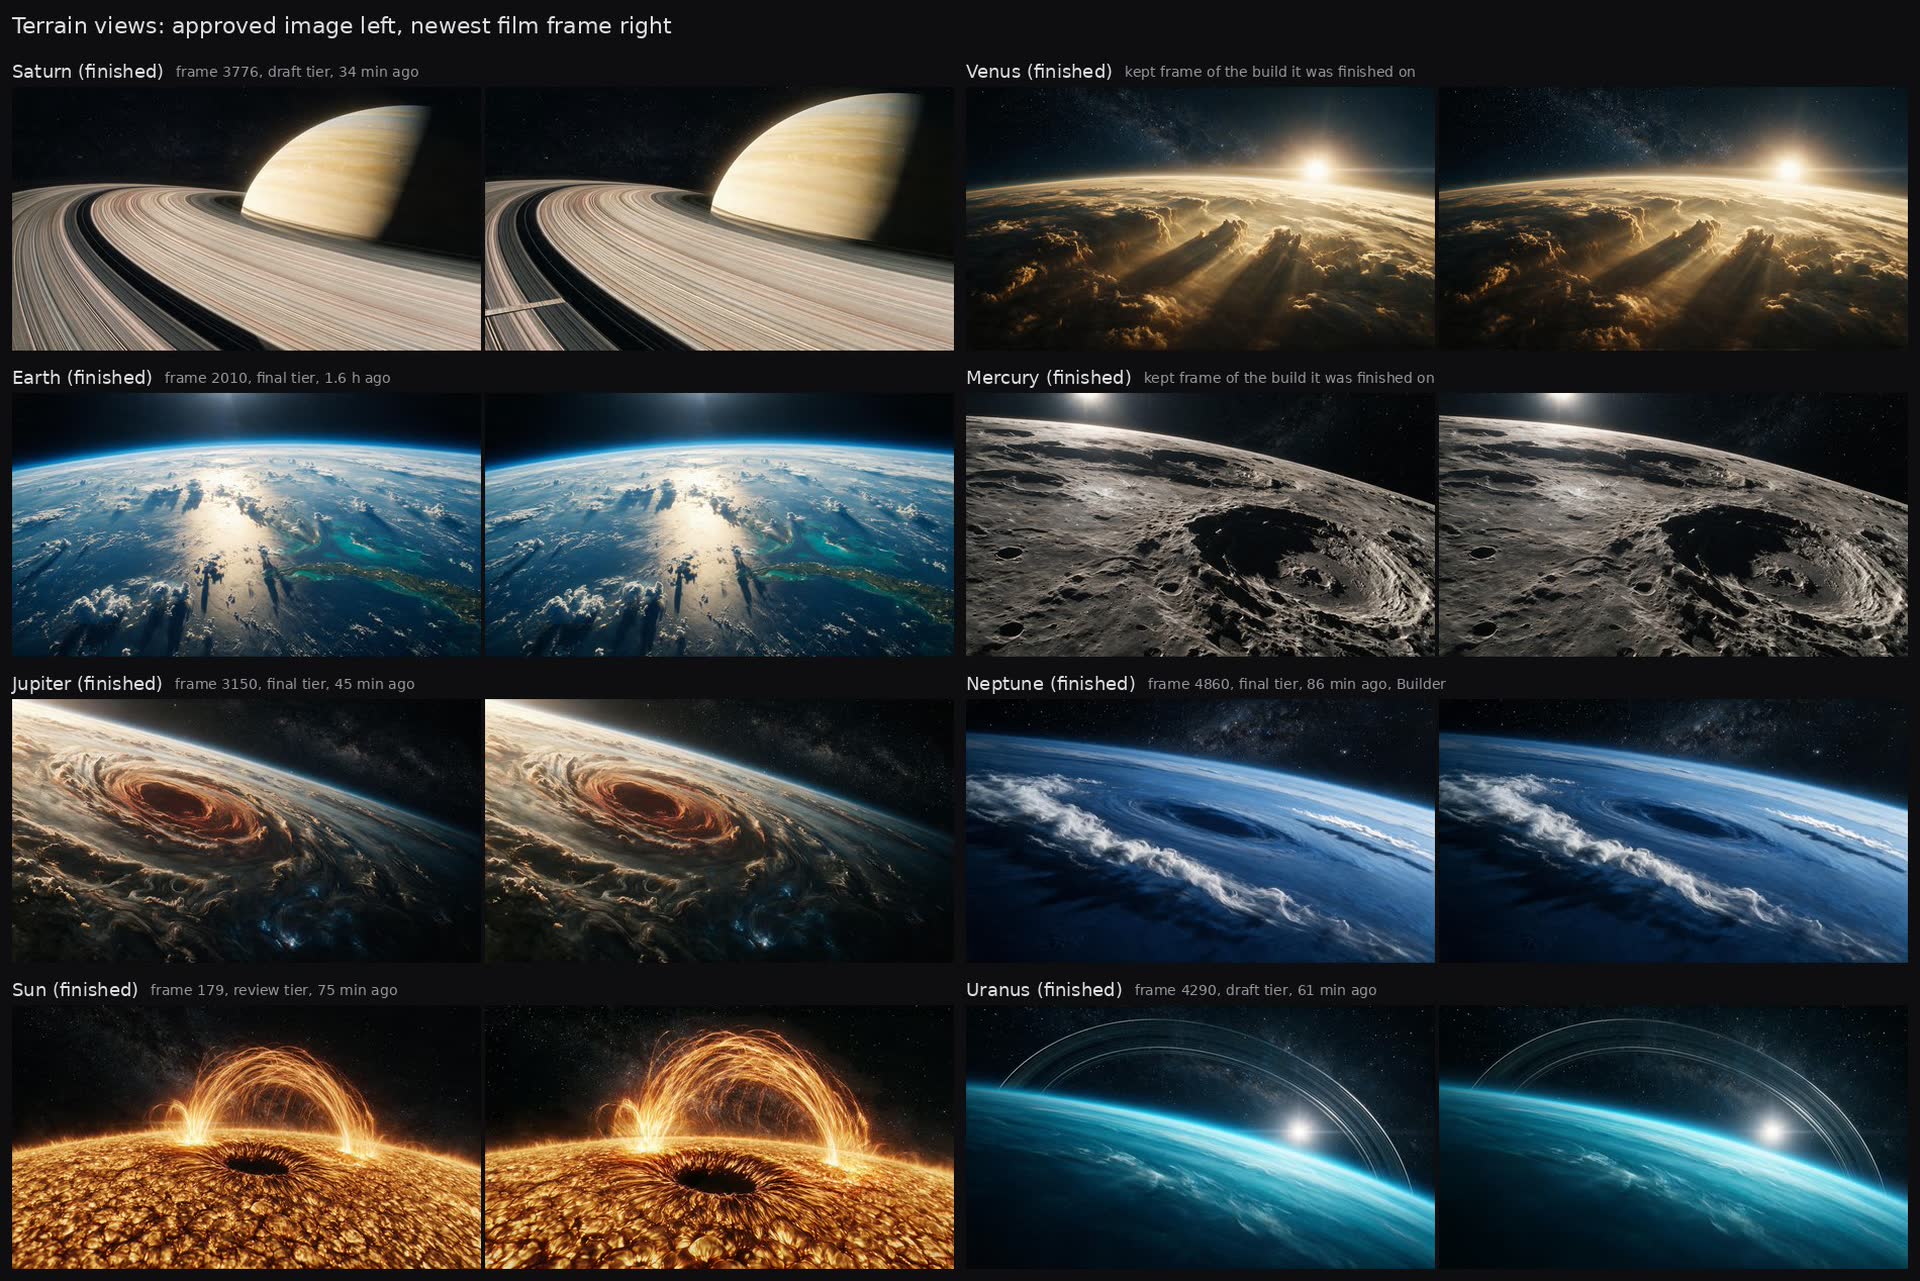 Terrain views: approved image left, newest film frame right
Saturn (finished) frame 3776, draft tier, 34 min ago
Venus (finished) kept frame of the build it was finished on
Earth (finished) frame 2010, final tier, 1.6 h ago
Mercury (finished) kept frame of the build it was finished on
Jupiter (finished) frame 3150, final tier, 45 min ago
Neptune (finished) frame 4860, final tier, 86 min ago, Builder
Sun (finished) frame 179, review tier, 75 min ago
Uranus (finished) frame 4290, draft tier, 61 min ago